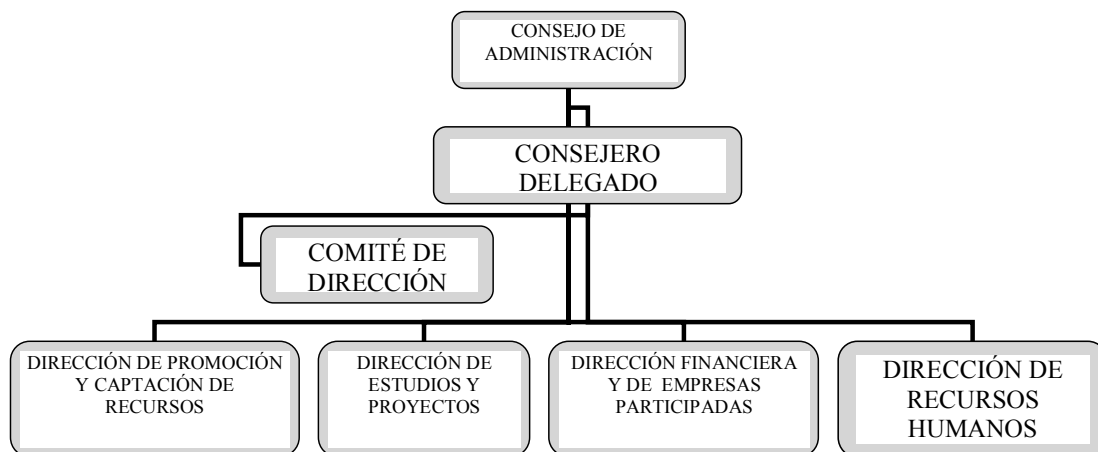 CONSEJO DE
ADMINISTRACIÓN
CONSEJERO
DELEGADO
COMITÉ DE
DIRECCIÓN
DIRECCIÓN DE PROMOCIÓN
Y CAPTACIÓN DE
RECURSOS
DIRECCIÓN DE
ESTUDIOS Y
PROYECTOS
DIRECCIÓN FINANCIERA
Y DE EMPRESAS
PARTICIPADAS
DIRECCIÓN DE
RECURSOS
HUMANOS